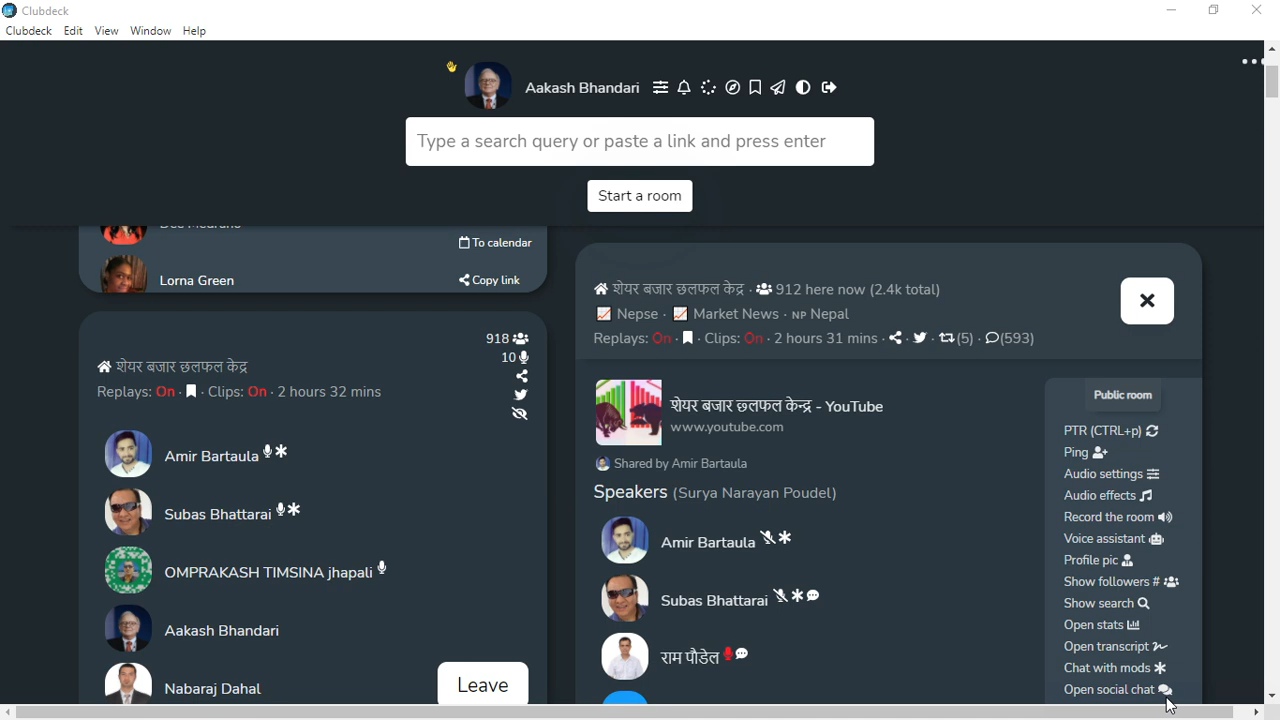 Clubdeck
Clubdeck Edit View Window Help
Aakash Bhandari
Type a search query or paste a link and press enter
Start a room
To calendar
Lorna Green
Copy link
918
10
शेयर बजार छलफल केद्र
Replays: On · Clips: On · 2 hours 32 mins
Amir Bartaula
Subas Bhattarai
OMPRAKASH TIMSINA jhapali
Aakash Bhandari
Nabaraj Dahal
Leave
शेयर बजार छलफल केद्र · 912 here now (2.4k total)
Nepse · Market News · NP Nepal
Replays: On · Clips: On · 2 hours 31 mins · (5) · (593)
शेयर बजार छलफल केन्द्र - YouTube
www.youtube.com
Shared by Amir Bartaula
Speakers (Surya Narayan Poudel)
Amir Bartaula
Subas Bhattarai
राम पौडेल
Public room
PTR (CTRL+p)
Ping
Audio settings
Audio effects
Record the room
Voice assistant
Profile pic
Show followers #
Show search
Open stats
Open transcript
Chat with mods
Open social chat